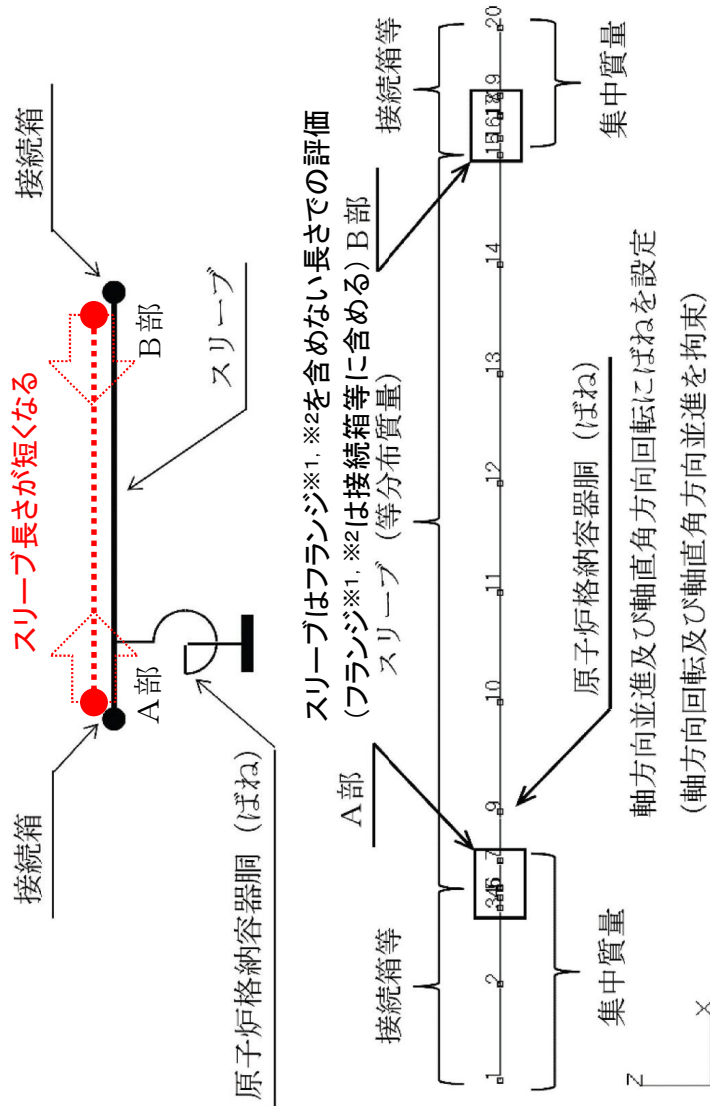 スリーブ長さが短くなる
接続箱
接続箱
A部
B部
スリーブ
原子炉格納容器胴（ばね）
スリーブはフランジ※1, ※2を含めない長さでの評価
(フランジ※1, ※2は接続箱等に含める)
接続箱等
スリーブ（等分布質量）
接続箱等
A部
B部
1
2
3
4
6
7
9
10
11
12
13
14
15
16
19
20
集中質量
原子炉格納容器胴（ばね）
集中質量
軸方向並進及び軸直角方向回転にばねを設定
(軸方向回転及び軸直角方向並進を拘束)
Z
X